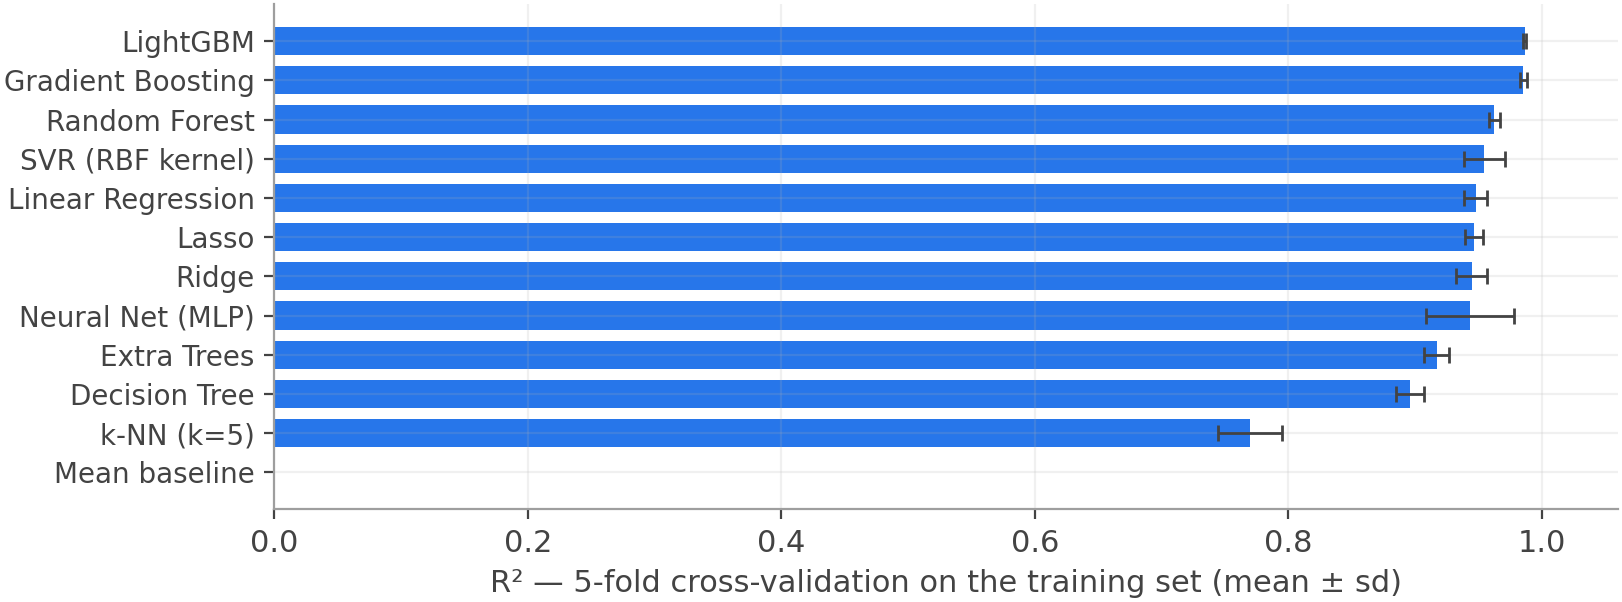 LightGBM
Gradient Boosting
Random Forest
SVR (RBF kernel)
Linear Regression
Lasso
Ridge
Neural Net (MLP)
Extra Trees
Decision Tree
k-NN (k=5)
Mean baseline
0.0 0.2 0.4 0.6 0.8 1.0
R² — 5-fold cross-validation on the training set (mean ± sd)